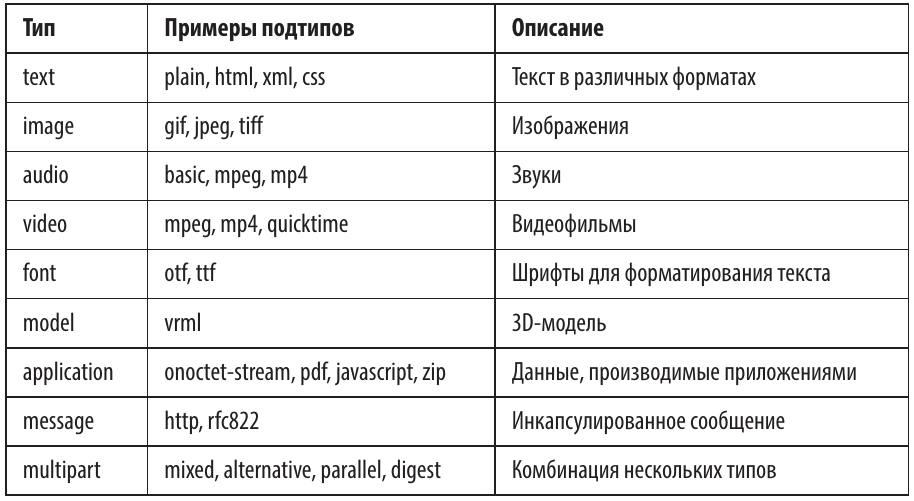 Тип Примеры подтипов Описание
text plain, html, xml, css Текст в различных форматах
image gif, jpeg, tiff Изображения
audio basic, mpeg, mp4 Звуки
video mpeg, mp4, quicktime Видеофильмы
font otf, ttf Шрифты для форматирования текста
model vrml 3D-модель
application onoctet-stream, pdf, javascript, zip Данные, производимые приложениями
message http, rfc822 Инкапсулированное сообщение
multipart mixed, alternative, parallel, digest Комбинация нескольких типов